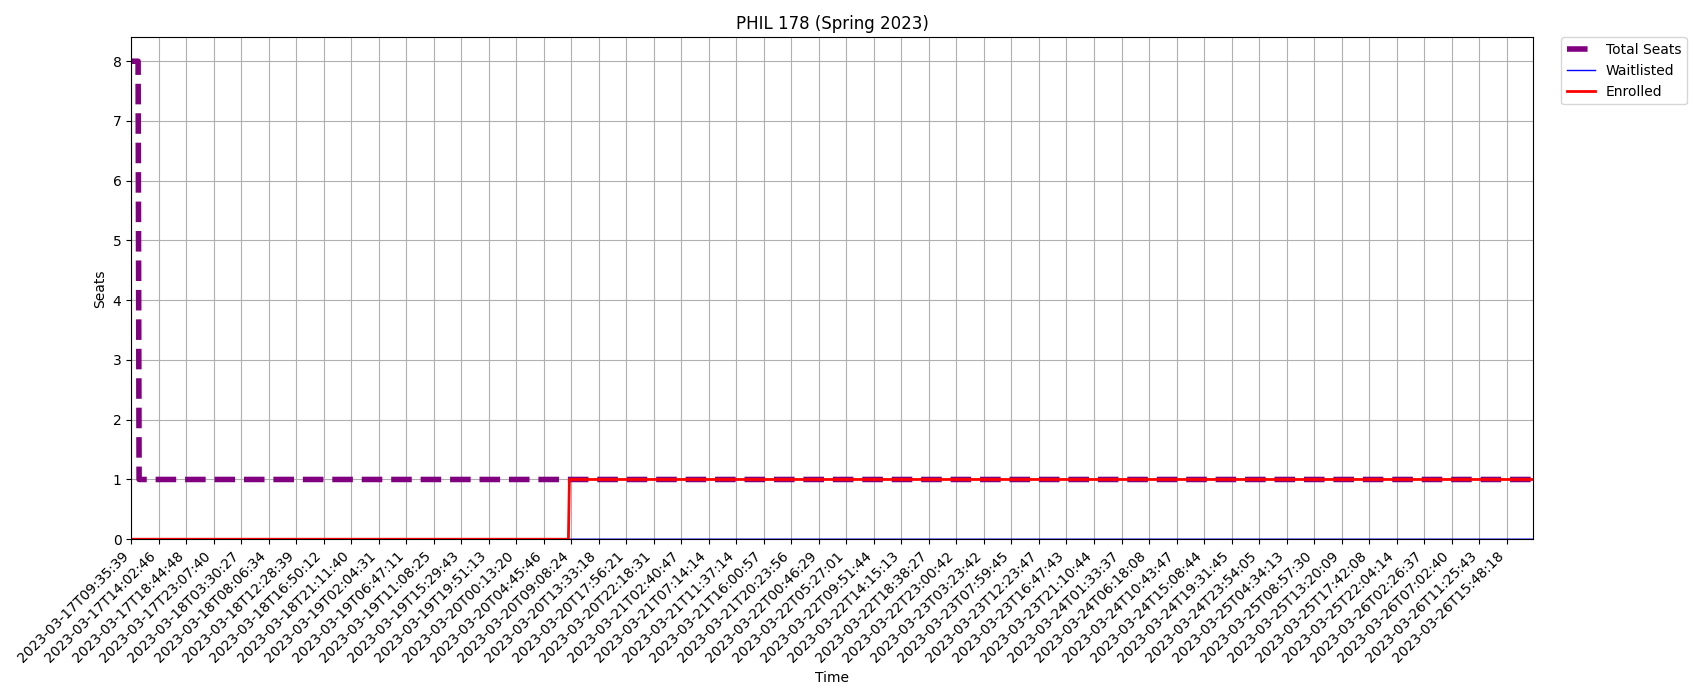 PHIL 178 (Spring 2023)
Total Seats
Waitlisted
Enrolled
8
7
6
5
4
3
2
1
0
Seats
2023-03-17T09:35:39
2023-03-17T14:02:46
2023-03-17T18:44:48
2023-03-17T23:07:40
2023-03-18T03:30:27
2023-03-18T08:06:34
2023-03-18T12:28:39
2023-03-18T16:50:12
2023-03-18T21:11:40
2023-03-19T02:04:31
2023-03-19T06:47:11
2023-03-19T11:08:25
2023-03-19T15:29:43
2023-03-19T19:51:13
2023-03-20T00:13:20
2023-03-20T04:45:46
2023-03-20T09:08:24
2023-03-20T13:33:18
2023-03-20T17:56:21
2023-03-20T22:18:31
2023-03-21T02:40:47
2023-03-21T07:14:14
2023-03-21T11:37:14
2023-03-21T16:00:57
2023-03-21T20:23:56
2023-03-22T00:46:29
2023-03-22T05:27:01
2023-03-22T09:51:44
2023-03-22T14:15:13
2023-03-22T18:38:27
2023-03-22T23:00:42
2023-03-23T03:23:42
2023-03-23T07:59:45
2023-03-23T12:23:47
2023-03-23T16:47:43
2023-03-23T21:10:44
2023-03-24T01:33:37
2023-03-24T06:18:08
2023-03-24T10:43:47
2023-03-24T15:08:44
2023-03-24T19:31:45
2023-03-24T23:54:05
2023-03-25T04:34:13
2023-03-25T08:57:30
2023-03-25T13:20:09
2023-03-25T17:42:08
2023-03-25T22:04:14
2023-03-26T02:26:37
2023-03-26T07:02:40
2023-03-26T11:25:43
2023-03-26T15:48:18
Time